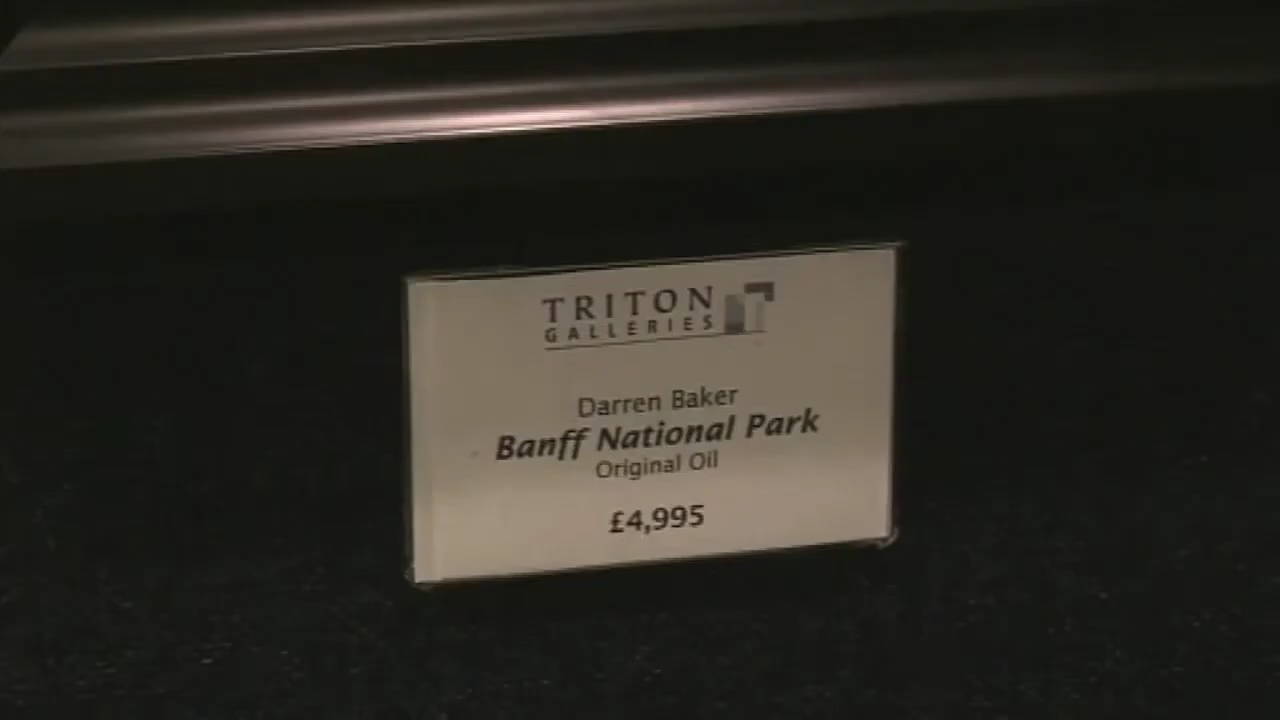 TRITON
GALLERIES
Darren Baker
Banff National Park
Original Oil
£4,995